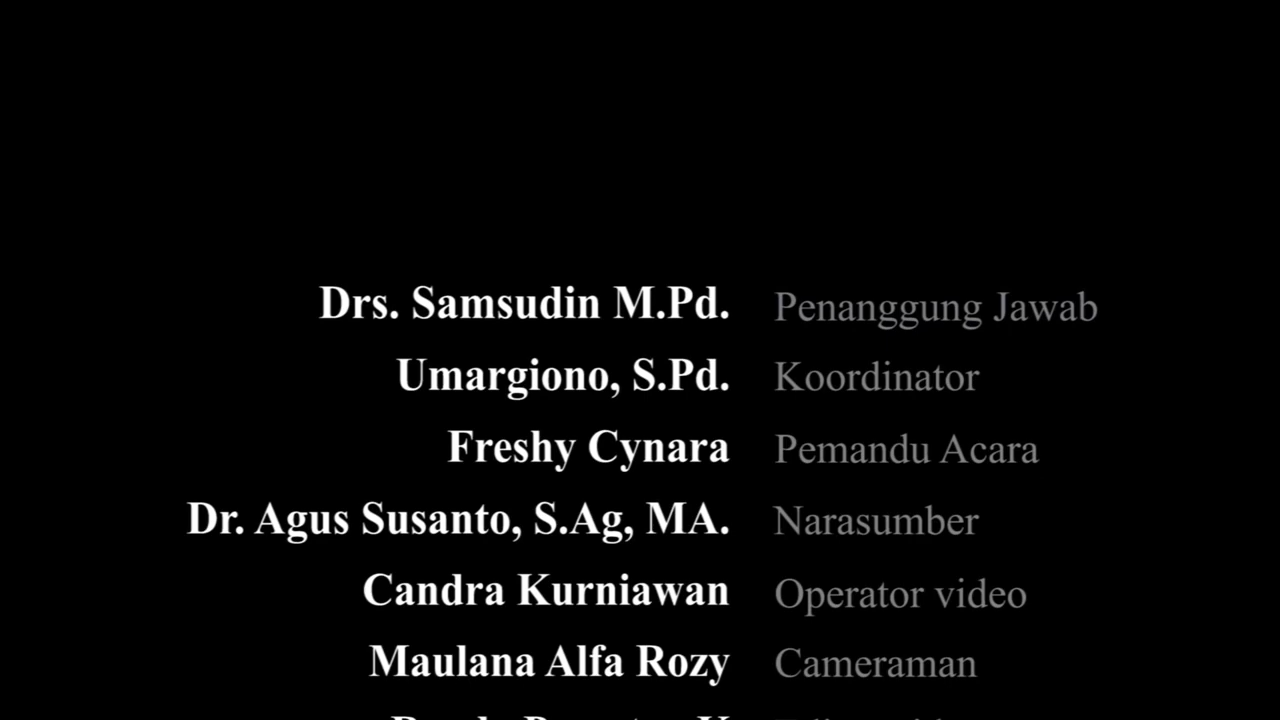 Drs. Samsudin M.Pd. Penanggung Jawab
Umargiono, S.Pd. Koordinator
Freshy Cynara Pemandu Acara
Dr. Agus Susanto, S.Ag, MA. Narasumber
Candra Kurniawan Operator video
Maulana Alfa Rozy Cameraman